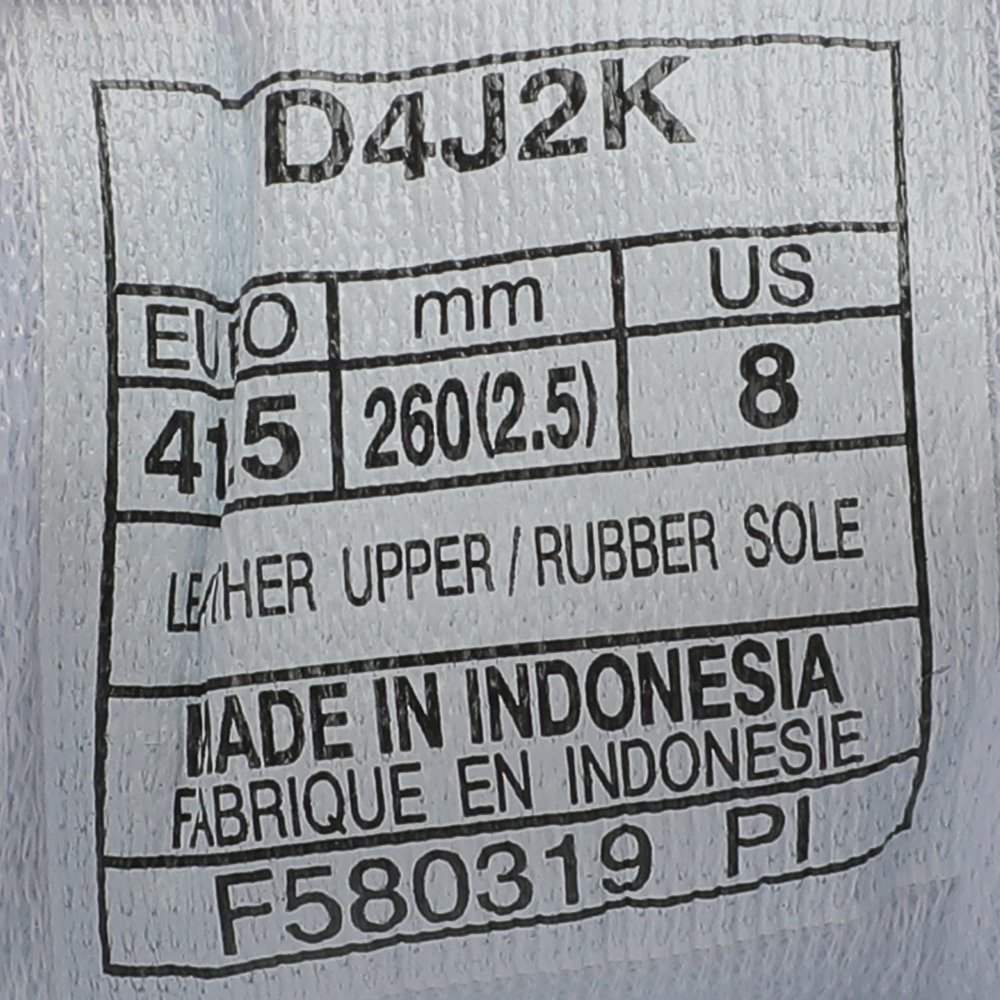 D4J2K
EURO mm US
41.5 260(2.5) 8
LEATHER UPPER / RUBBER SOLE
MADE IN INDONESIA
FABRIQUE EN INDONESIE
F580319 PI